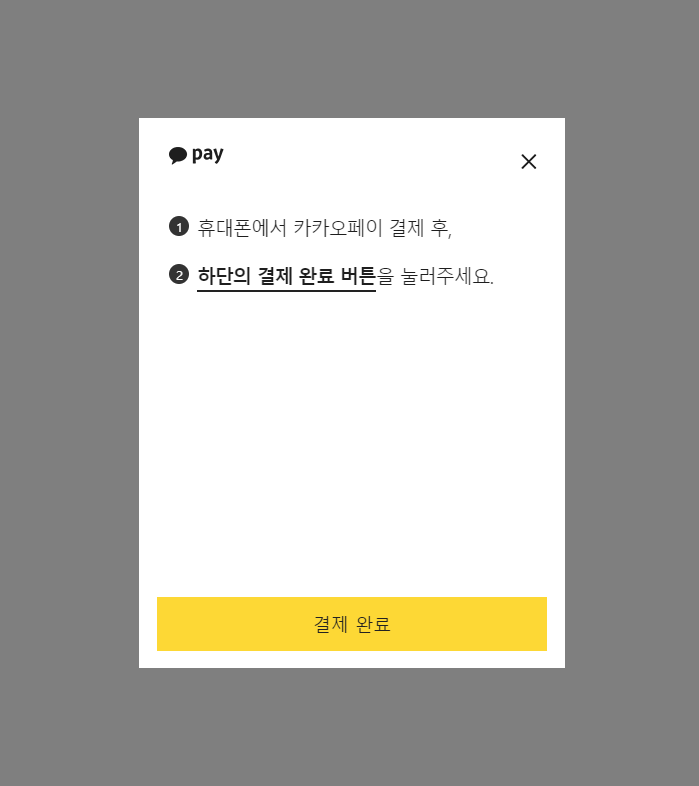 pay
1 휴대폰에서 카카오페이 결제 후,
2 하단의 결제 완료 버튼을 눌러주세요.
결제 완료